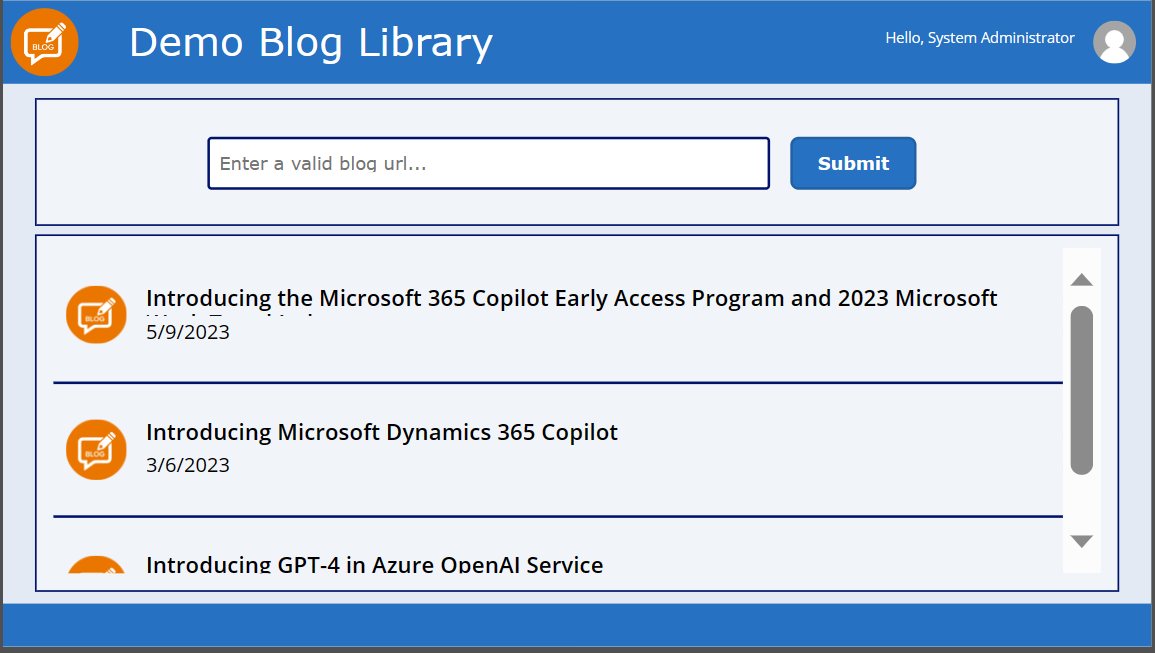 BLOG
Demo Blog Library
Hello, System Administrator
Enter a valid blog url...
Submit
BLOG
Introducing the Microsoft 365 Copilot Early Access Program and 2023 Microsoft
5/9/2023
BLOG
Introducing Microsoft Dynamics 365 Copilot
3/6/2023
Introducing GPT-4 in Azure OpenAI Service